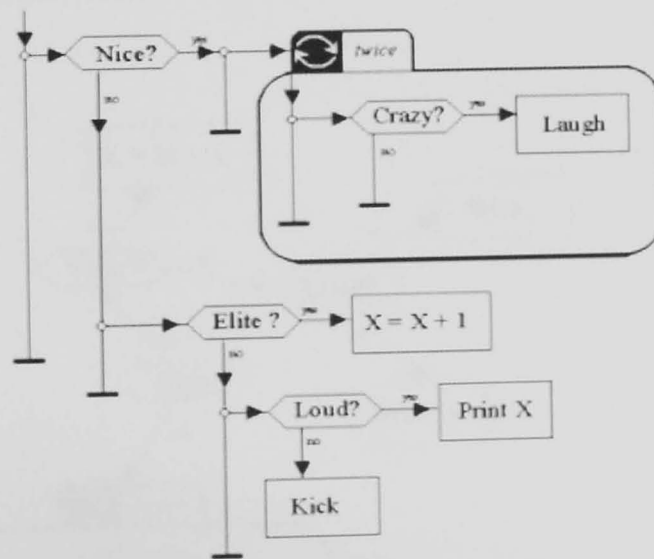 Nice?
yes
twice
no
Crazy?
yes
Laugh
no
Elite ?
yes
X = X + 1
no
Loud?
yes
Print X
no
Kick